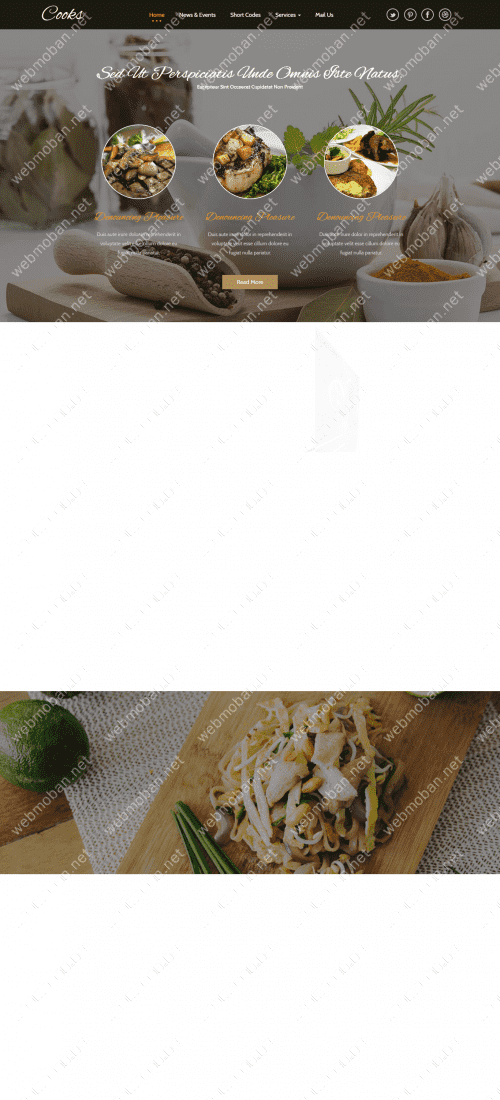 Cooks
Home News & Events Short Codes Services Mail Us
Sed Ut Perspiciatis Unde Omnis Iste Natus
Excepteur Sint Occaecat Cupidatat Non Proident
Denouncing Pleasure Denouncing Pleasure Denouncing Pleasure
Duis aute irure dolor in reprehenderit in Duis aute irure dolor in reprehenderit in Duis aute irure dolor in reprehenderit in
voluptate velit esse cillum dolore eu voluptate velit esse cillum dolore eu voluptate velit esse cillum dolore eu
fugiat nulla pariatur. fugiat nulla pariatur. fugiat nulla pariatur.
Read More
webmoban.net